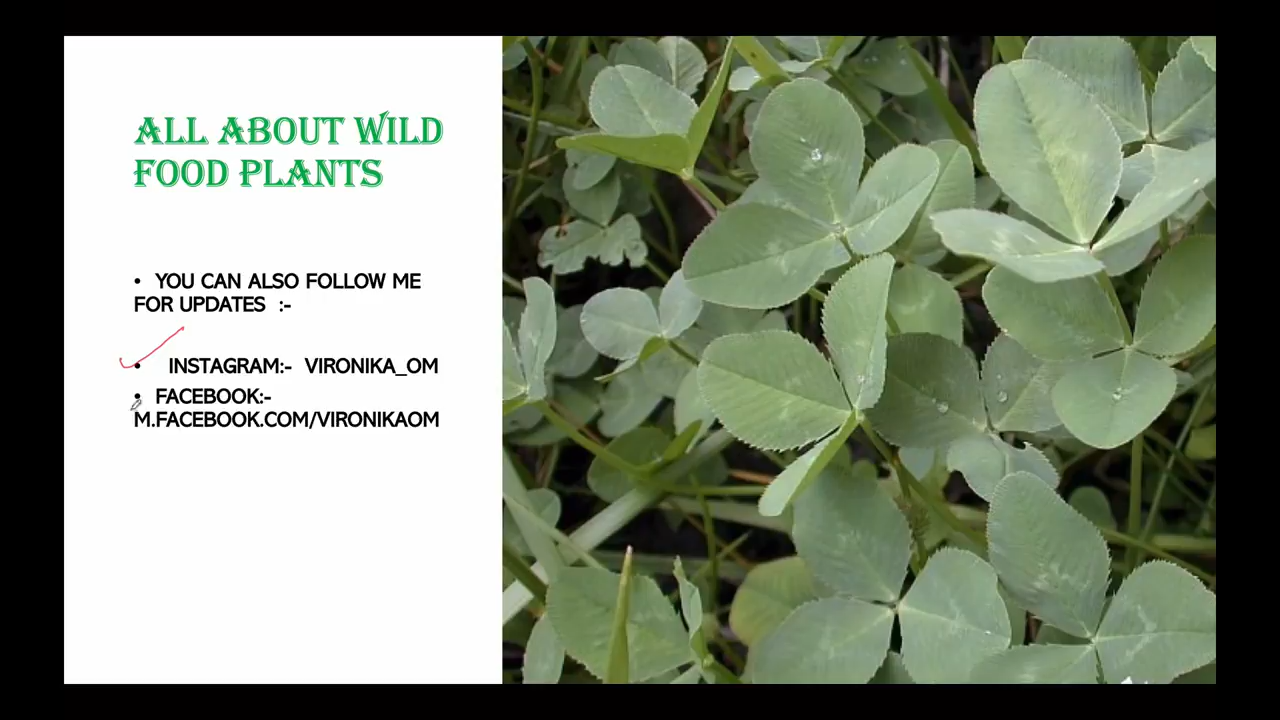 ALL ABOUT WILD
FOOD PLANTS
• YOU CAN ALSO FOLLOW ME
FOR UPDATES :-
• INSTAGRAM:- VIRONIKA_OM
• FACEBOOK:-
M.FACEBOOK.COM/VIRONIKAOM